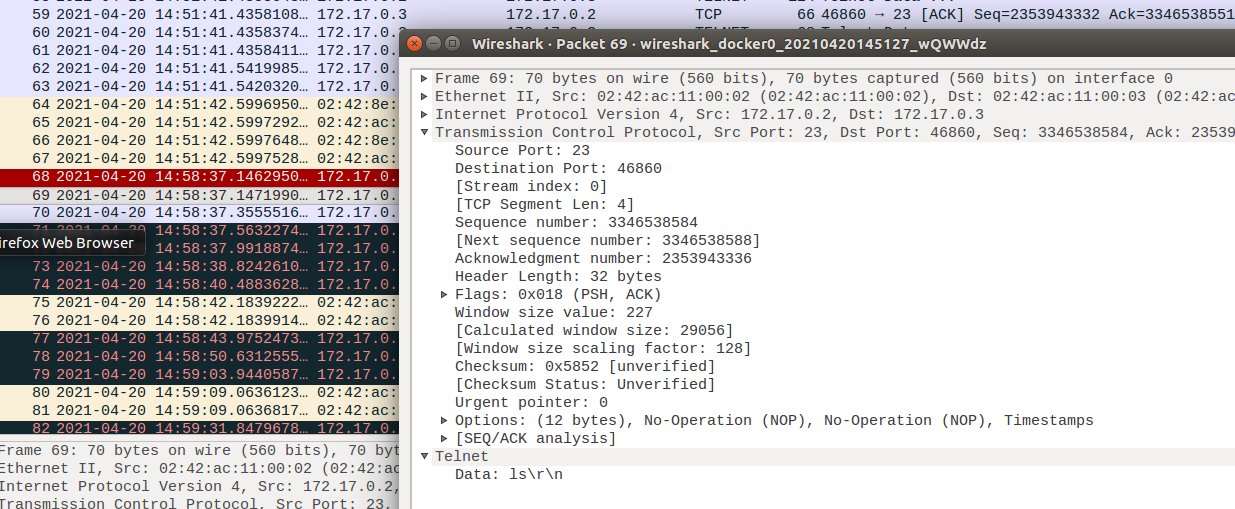 59 2021-04-20 14:51:41.4358108… 172.17.0.3 172.17.0.2 TCP 66 46860 → 23 [ACK] Seq=2353943332 Ack=3346538551
60 2021-04-20 14:51:41.4358374…
61 2021-04-20 14:51:41.4358411…
62 2021-04-20 14:51:41.5419985… 172.17.0.
63 2021-04-20 14:51:41.5420320… 172.17.0.
64 2021-04-20 14:51:42.5996950… 02:42:8e:
65 2021-04-20 14:51:42.5997292… 02:42:ac:
66 2021-04-20 14:51:42.5997648… 02:42:8e:
67 2021-04-20 14:51:42.5997528… 02:42:ac:
68 2021-04-20 14:58:37.1462950… 172.17.0.
69 2021-04-20 14:58:37.1471990… 172.17.0.
70 2021-04-20 14:58:37.3555516… 172.17.0.
14:58:37.5632274… 172.17.0.
irefox Web Browser
14:58:37.9918874… 172.17.0.
73 2021-04-20 14:58:38.8242610… 172.17.0.
74 2021-04-20 14:58:40.4883628… 172.17.0.
75 2021-04-20 14:58:42.1839222… 02:42:ac:
76 2021-04-20 14:58:42.1839914… 02:42:ac:
77 2021-04-20 14:58:43.9752473… 172.17.0.
78 2021-04-20 14:58:50.6312555… 172.17.0.
79 2021-04-20 14:59:03.9440587… 172.17.0.
80 2021-04-20 14:59:09.0636123… 02:42:ac:
81 2021-04-20 14:59:09.0636817… 02:42:ac:
82 2021-04-20 14:59:31.8479678… 172.17.0.
Frame 69: 70 bytes on wire (560 bits), 70 byt
Ethernet II, Src: 02:42:ac:11:00:02 (02:42:ac
Internet Protocol Version 4, Src: 172.17.0.2,
Transmission Control Protocol, Src Port: 23,
Wireshark · Packet 69 · wireshark_docker0_20210420145127_wQWWdz
Frame 69: 70 bytes on wire (560 bits), 70 bytes captured (560 bits) on interface 0
Ethernet II, Src: 02:42:ac:11:00:02 (02:42:ac:11:00:02), Dst: 02:42:ac:11:00:03 (02:42:ac
Internet Protocol Version 4, Src: 172.17.0.2, Dst: 172.17.0.3
Transmission Control Protocol, Src Port: 23, Dst Port: 46860, Seq: 3346538584, Ack: 23539
Source Port: 23
Destination Port: 46860
[Stream index: 0]
[TCP Segment Len: 4]
Sequence number: 3346538584
[Next sequence number: 3346538588]
Acknowledgment number: 2353943336
Header Length: 32 bytes
Flags: 0x018 (PSH, ACK)
Window size value: 227
[Calculated window size: 29056]
[Window size scaling factor: 128]
Checksum: 0x5852 [unverified]
[Checksum Status: Unverified]
Urgent pointer: 0
Options: (12 bytes), No-Operation (NOP), No-Operation (NOP), Timestamps
[SEQ/ACK analysis]
Telnet
Data: ls\r\n